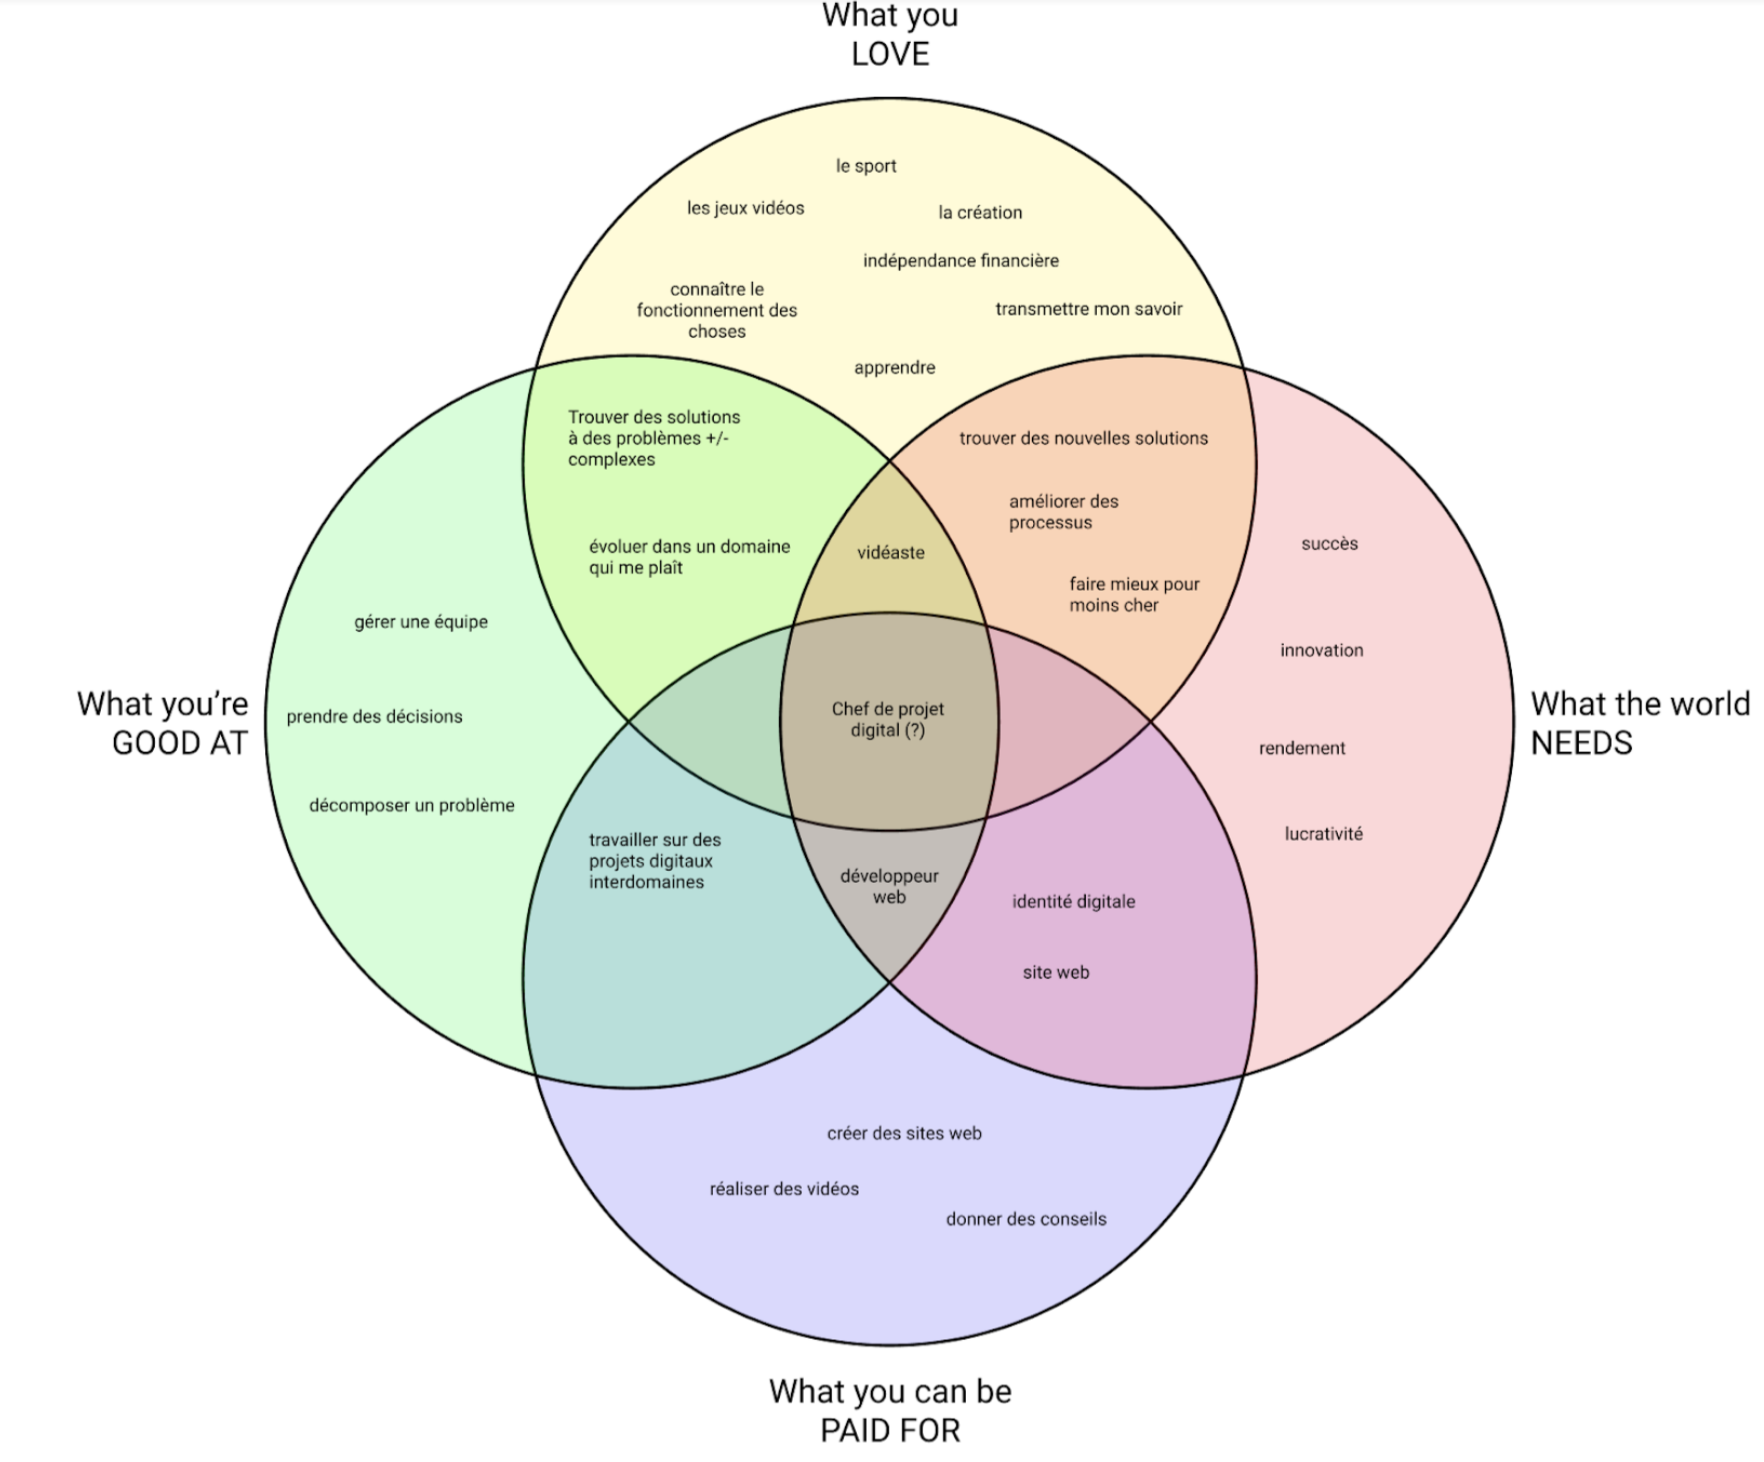 What you
LOVE
le sport
les jeux vidéos
la création
indépendance financière
connaître le
fonctionnement des
choses
transmettre mon savoir
apprendre
Trouver des solutions
à des problèmes +/-
complexes
trouver des nouvelles solutions
améliorer des
processus
évoluer dans un domaine
qui me plaît
vidéaste
succès
faire mieux pour
moins cher
gérer une équipe
innovation
What you’re
GOOD AT
prendre des décisions
Chef de projet
digital (?)
rendement
What the world
NEEDS
décomposer un problème
lucrativité
travailler sur des
projets digitaux
interdomaines
développeur
web
identité digitale
site web
créer des sites web
réaliser des vidéos
donner des conseils
What you can be
PAID FOR